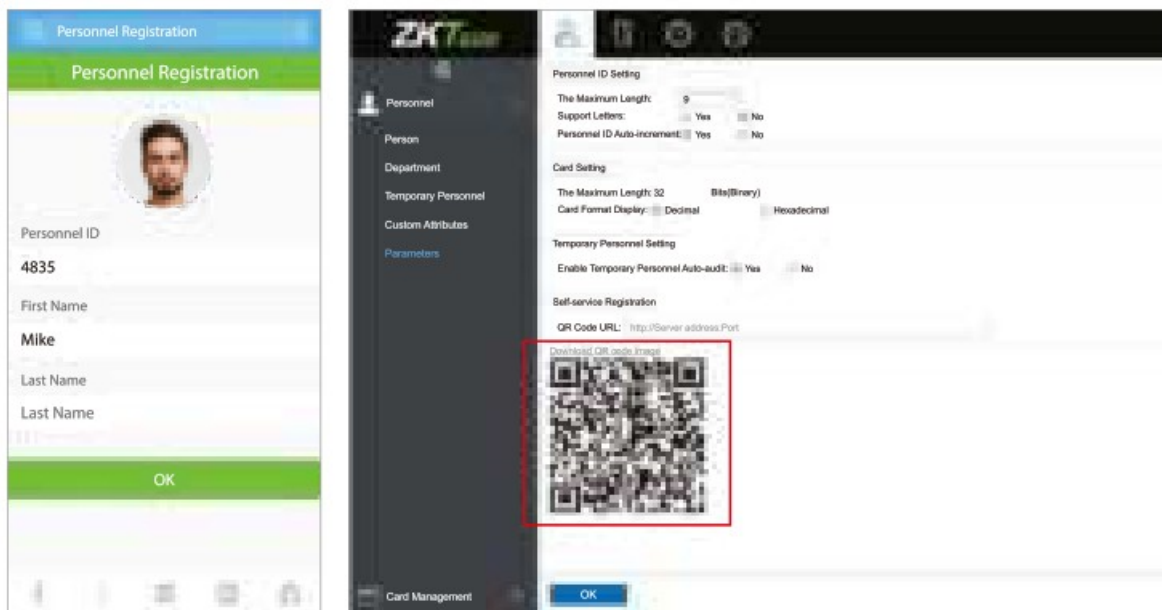 Personnel Registration
Personnel Registration
Personnel ID
4835
First Name
Mike
Last Name
Last Name
OK
ZKTeco
Personnel
Person
Department
Temporary Personnel
Custom Attributes
Parameters
Card Management
Personnel ID Setting
The Maximum Length: 9
Support Letters: Yes No
Personnel ID Auto-increment: Yes No
Card Setting
The Maximum Length: 32 Bits(Binary)
Card Format Display: Decimal Hexadecimal
Temporary Personnel Setting
Enable Temporary Personnel Auto-audit: Yes No
Self-service Registration
QR Code URL: http://Server address:Port
Download QR code image
OK